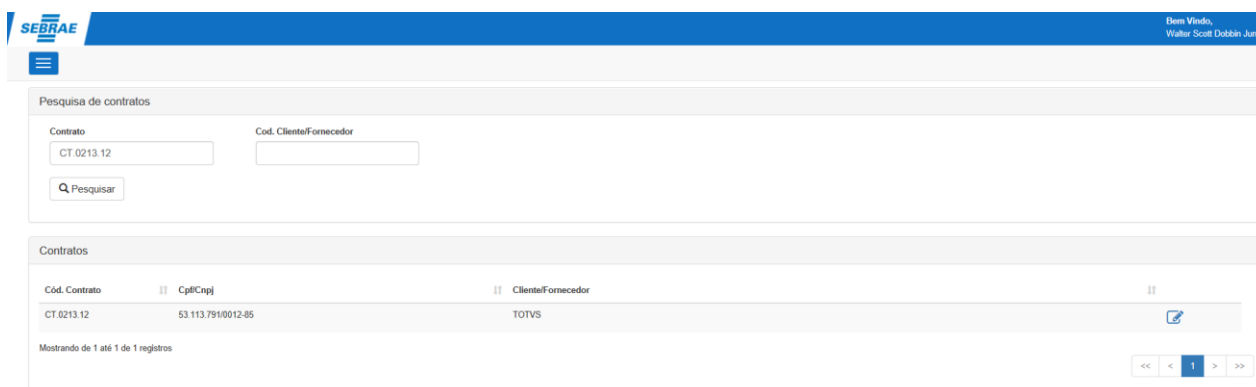 SEBRAE
Bem Vindo,
Walter Scott Dobbin Jun
Pesquisa de contratos
Contrato Cod. Cliente/Fornecedor
CT.0213.12
Pesquisar
Contratos
Cód. Contrato Cpf/Cnpj Cliente/Fornecedor
CT.0213.12 53.113.791/0012-85 TOTVS
Mostrando de 1 até 1 de 1 registros
<< < 1 > >>